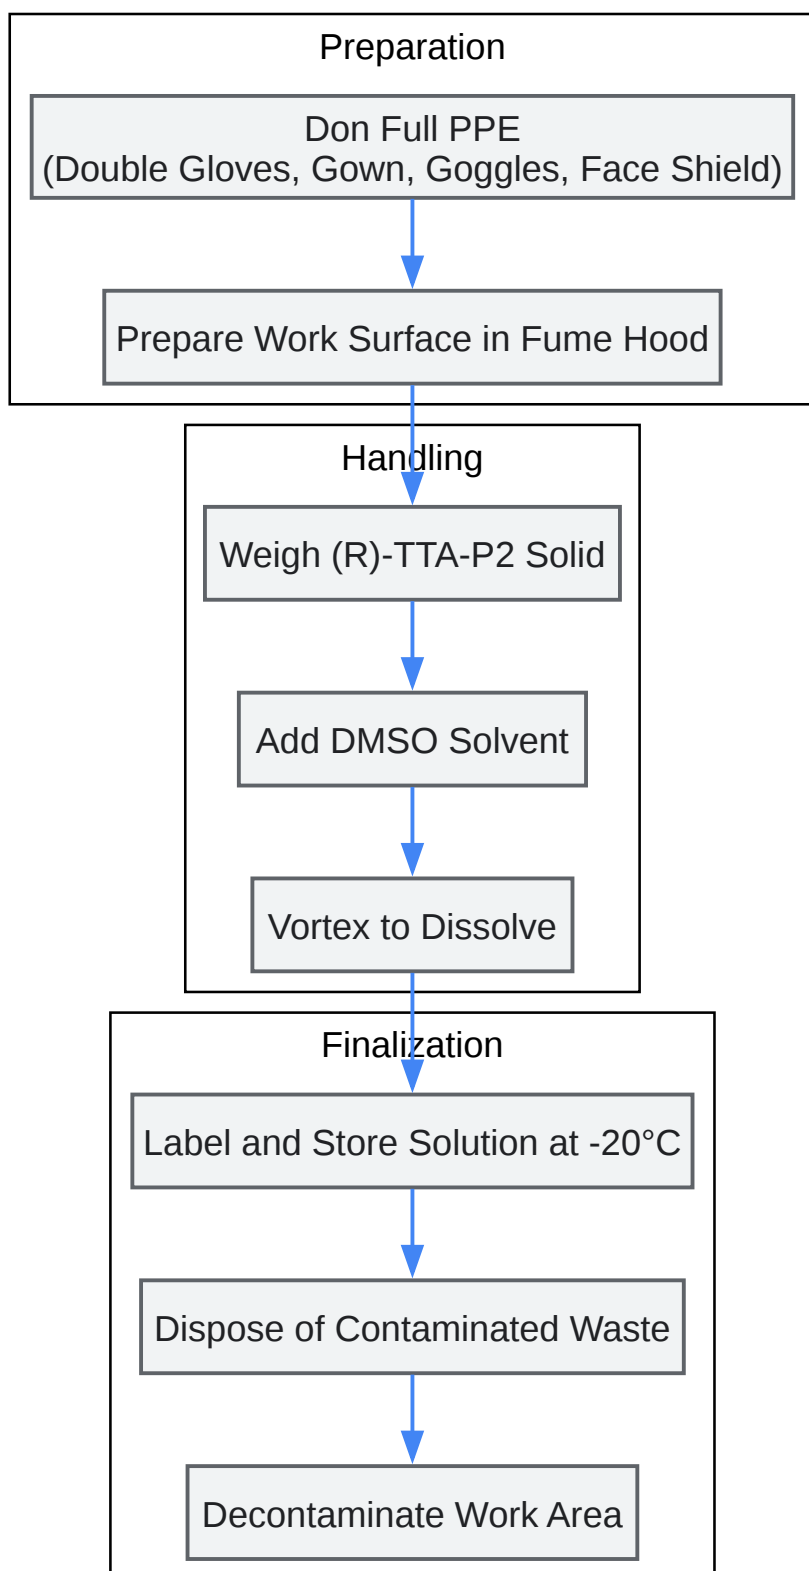 Preparation
Don Full PPE
(Double Gloves, Gown, Goggles, Face Shield)
Prepare Work Surface in Fume Hood
Handling
Weigh (R)-TTA-P2 Solid
Add DMSO Solvent
Vortex to Dissolve
Finalization
Label and Store Solution at -20°C
Dispose of Contaminated Waste
Decontaminate Work Area